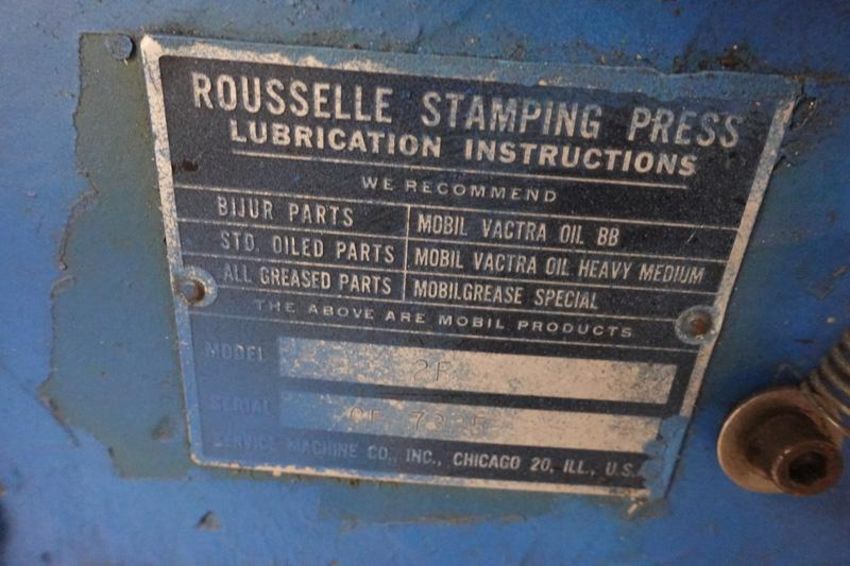 ROUSSELLE STAMPING PRESS
LUBRICATION INSTRUCTIONS
WE RECOMMEND
BIJUR PARTS MOBIL VACTRA OIL BB
STD. OILED PARTS MOBIL VACTRA OIL HEAVY MEDIUM
ALL GREASED PARTS MOBILGREASE SPECIAL
THE ABOVE ARE MOBIL PRODUCTS
MODEL 2F
SERIAL
SERVICE MACHINE CO., INC., CHICAGO 20, ILL., U.S.